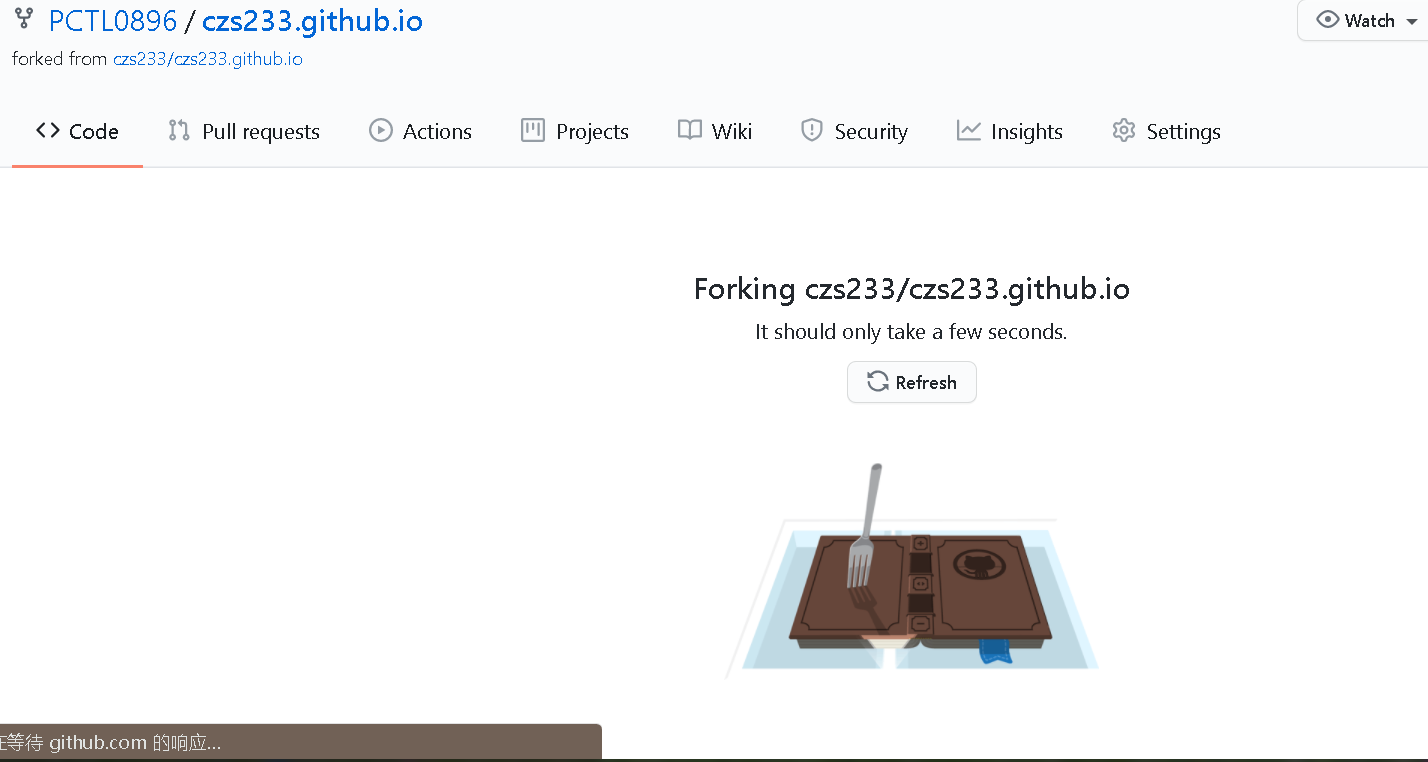 PCTL0896 / czs233.github.io
Watch
forked from czs233/czs233.github.io
Code Pull requests Actions Projects Wiki Security Insights Settings
Forking czs233/czs233.github.io
It should only take a few seconds.
Refresh
等待 github.com 的响应...